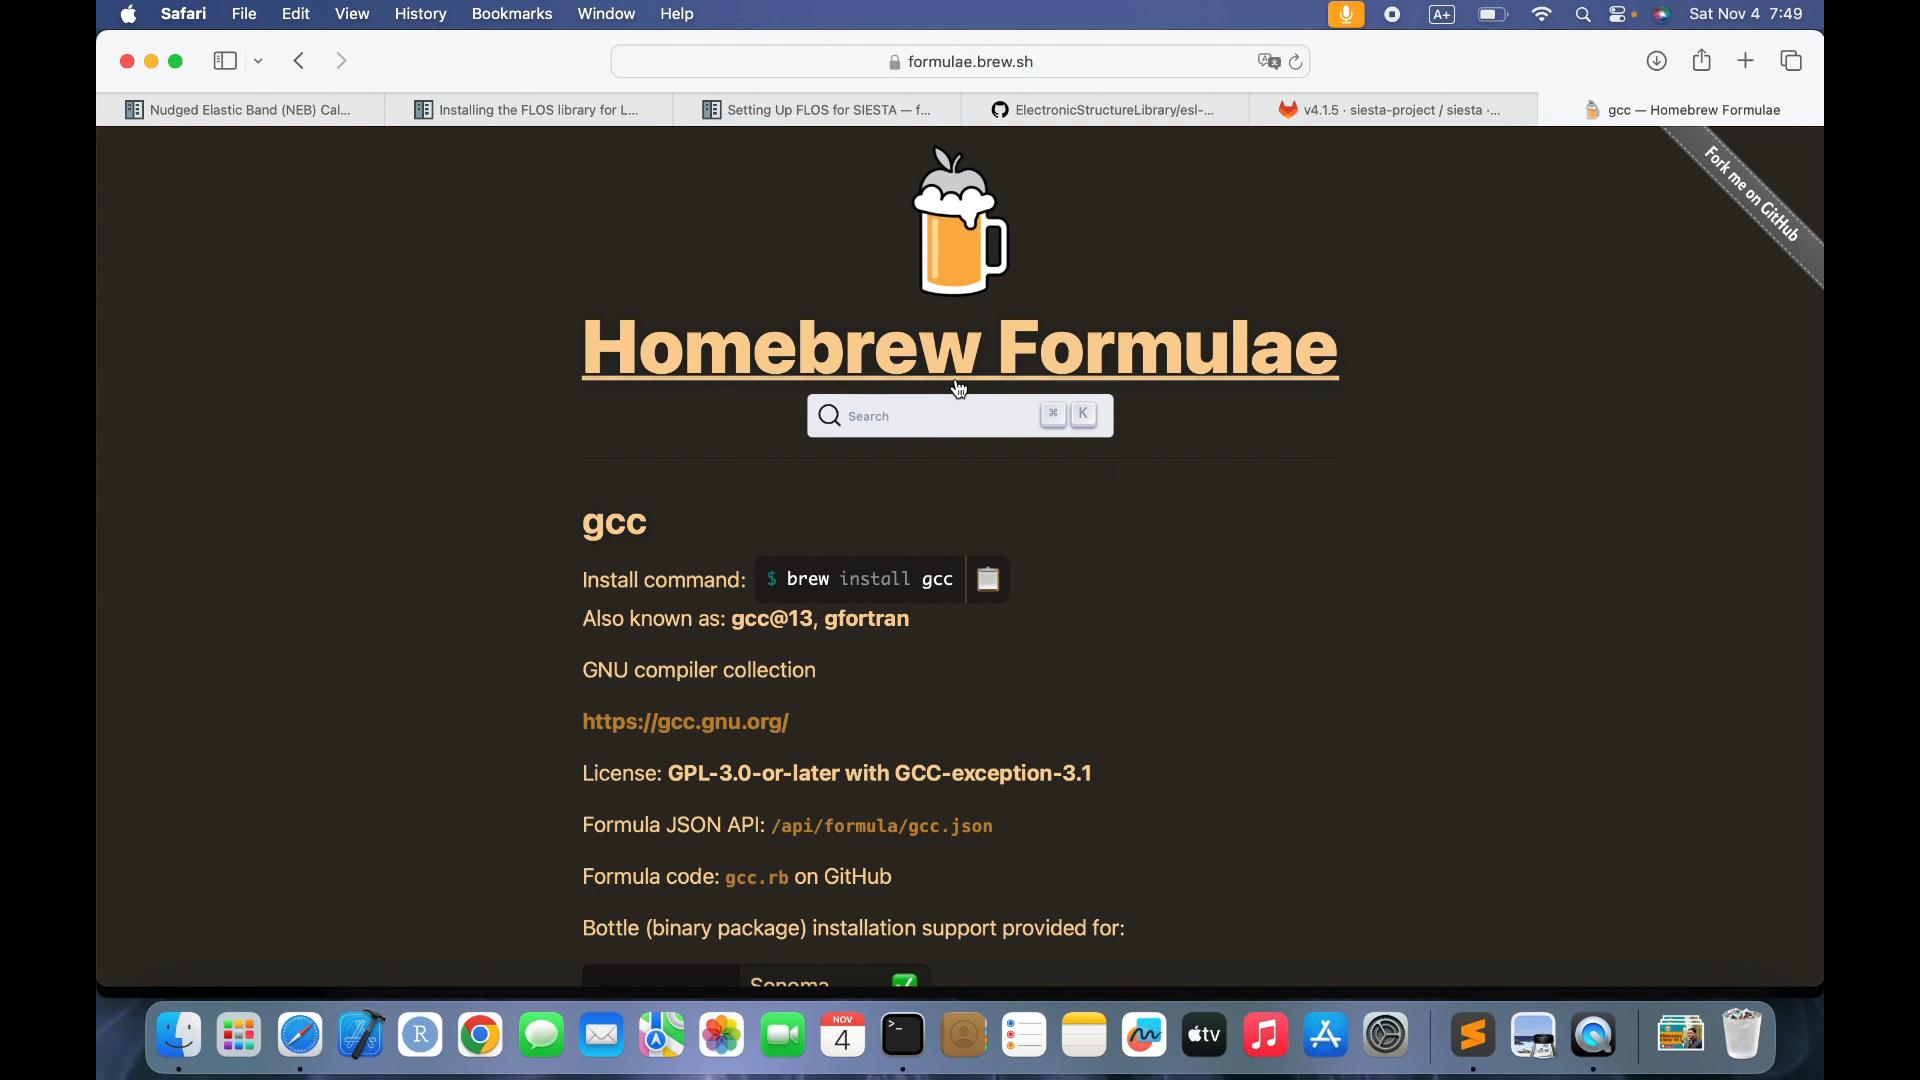 Safari File Edit View History Bookmarks Window Help A+ Sat Nov 4 7:49
formulae.brew.sh
Nudged Elastic Band (NEB) Cal... Installing the FLOS library for L... Setting Up FLOS for SIESTA — f... ElectronicStructureLibrary/esl-... v4.1.5 · siesta-project / siesta ·... gcc — Homebrew Formulae
Fork me on GitHub
Homebrew Formulae
Search ⌘ K
gcc
Install command: $ brew install gcc
Also known as: gcc@13, gfortran
GNU compiler collection
https://gcc.gnu.org/
License: GPL-3.0-or-later with GCC-exception-3.1
Formula JSON API: /api/formula/gcc.json
Formula code: gcc.rb on GitHub
Bottle (binary package) installation support provided for:
Sonoma
R NOV 4 >_ tv